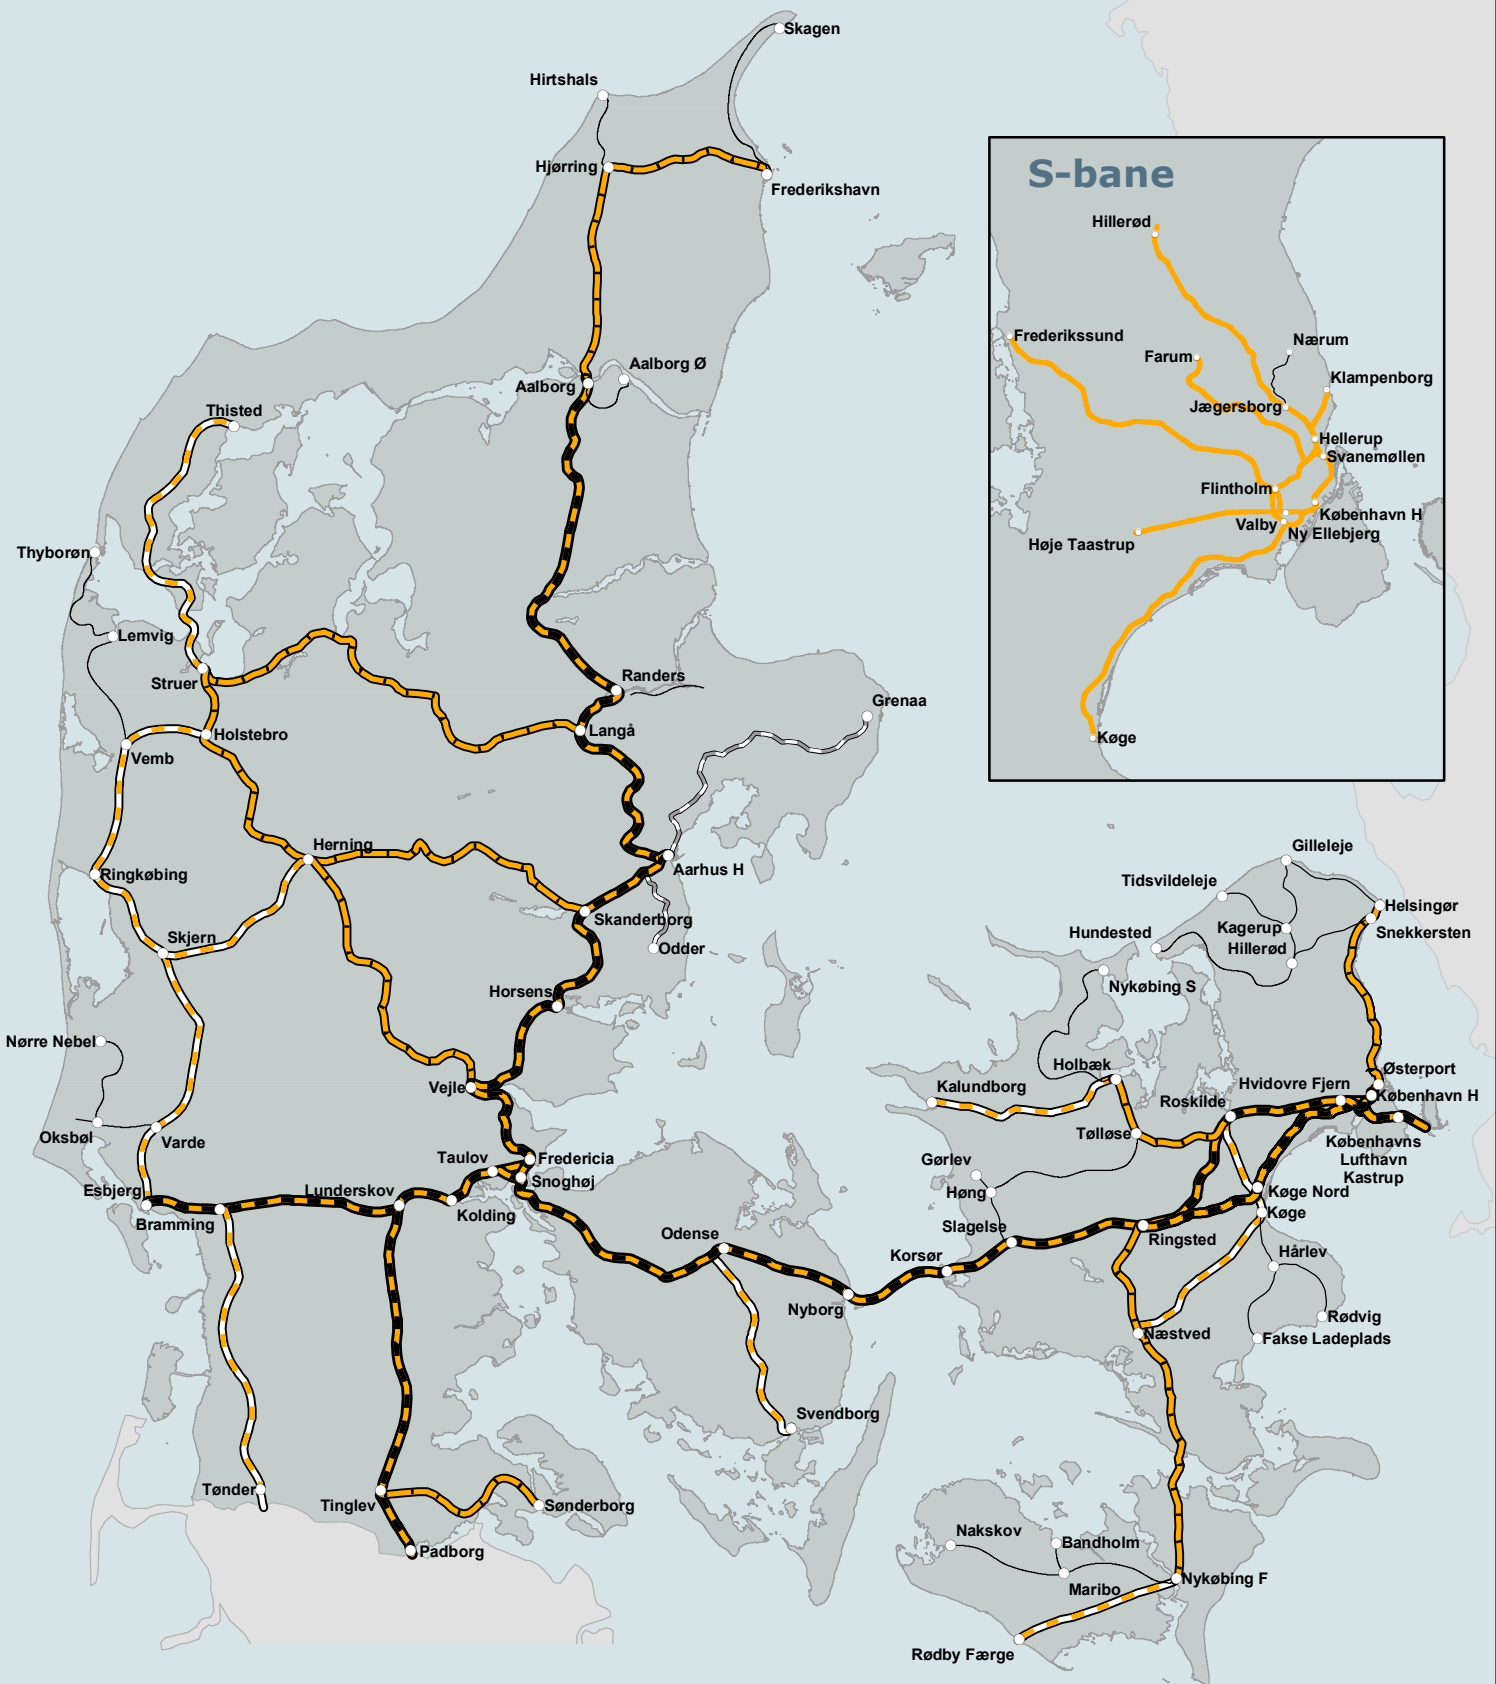 Skagen
Hirtshals
Hjørring
Frederikshavn
Aalborg Ø
Aalborg
Thisted
Thyborøn
Lemvig
Struer
Randers
Grenaa
Langå
Holstebro
Vemb
Herning
Aarhus H
Ringkøbing
Skanderborg
Skjern
Odder
Horsens
Nørre Nebel
Vejle
Oksbøl
Varde
Taulov
Fredericia
Snoghøj
Esbjerg
Lunderskov
Bramming
Kolding
Odense
Nyborg
Korsør
Slagelse
Svendborg
Tønder
Tinglev
Sønderborg
Padborg
S-bane
Hillerød
Frederikssund
Farum
Nærum
Klampenborg
Jægersborg
Hellerup
Svanemøllen
Flintholm
København H
Valby
Ny Ellebjerg
Høje Taastrup
Køge
Gilleleje
Tidsvildeleje
Helsingør
Kagerup
Snekkersten
Hundested
Hillerød
Nykøbing S
Holbæk
Østerport
Kalundborg
Hvidovre Fjern
København H
Roskilde
Tølløse
Københavns
Lufthavn
Kastrup
Gørlev
Høng
Køge Nord
Køge
Ringsted
Hårlev
Rødvig
Næstved
Fakse Ladeplads
Nakskov
Bandholm
Maribo
Nykøbing F
Rødby Færge